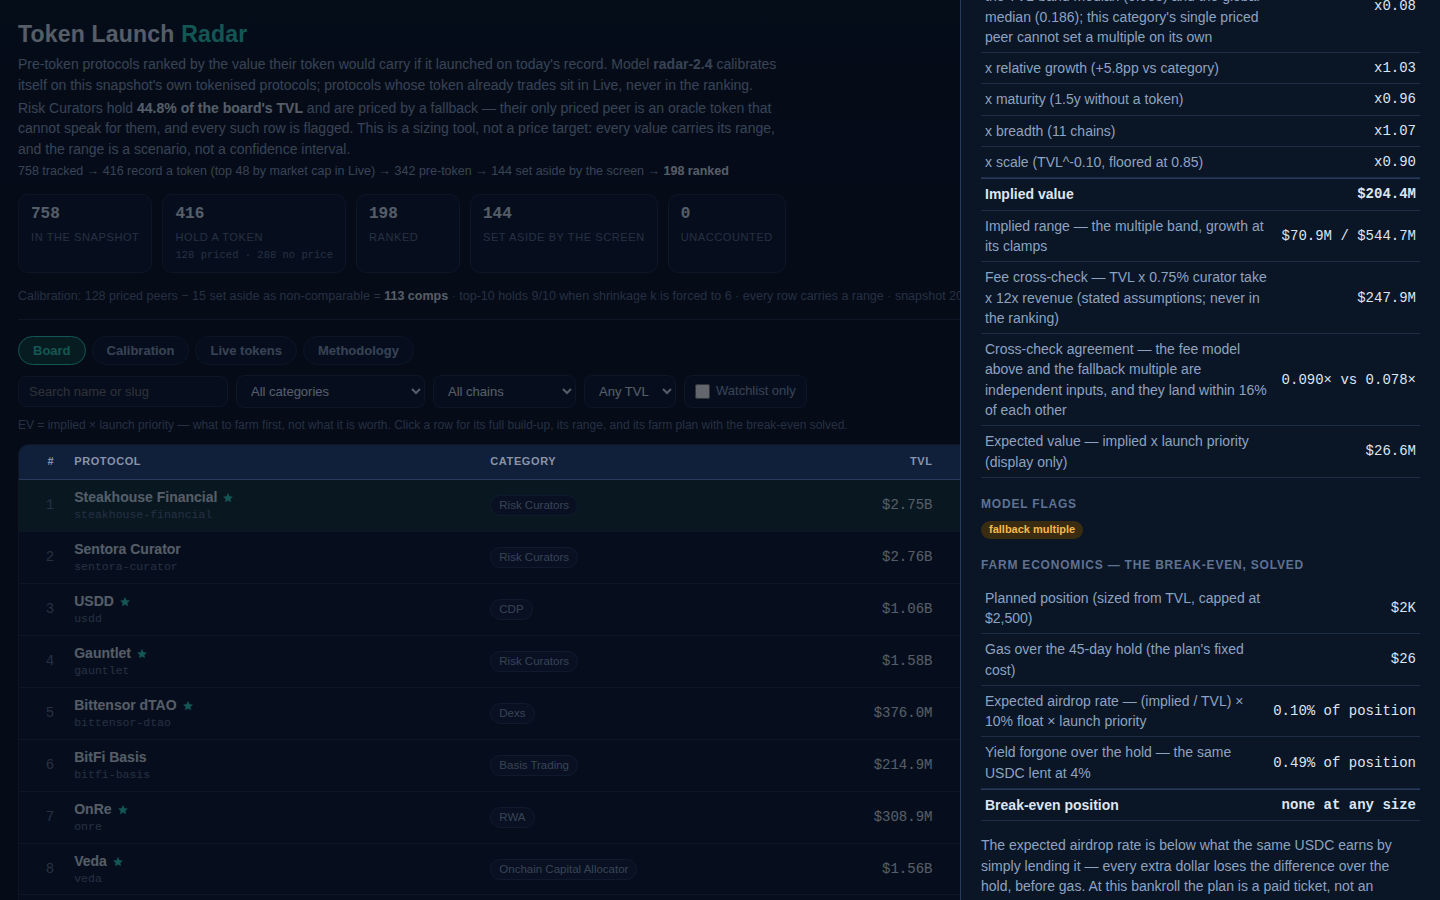 Token Launch Radar
Pre-token protocols ranked by the value their token would carry if it launched on today's record. Model radar-2.4 calibrates
itself on this snapshot's own tokenised protocols; protocols whose token already trades sit in Live, never in the ranking.
Risk Curators hold 44.8% of the board's TVL and are priced by a fallback — their only priced peer is an oracle token that
cannot speak for them, and every such row is flagged. This is a sizing tool, not a price target: every value carries its range,
and the range is a scenario, not a confidence interval.
758 tracked → 416 record a token (top 48 by market cap in Live) → 342 pre-token → 144 set aside by the screen → 198 ranked
758
IN THE SNAPSHOT
416
HOLD A TOKEN
128 priced · 288 no price
198
RANKED
144
SET ASIDE BY THE SCREEN
0
UNACCOUNTED
Calibration: 128 priced peers − 15 set aside as non-comparable = 113 comps · top-10 holds 9/10 when shrinkage k is forced to 6 · every row carries a range · snapshot 20
Board
Calibration
Live tokens
Methodology
Search name or slug
All categories
All chains
Any TVL
Watchlist only
EV = implied × launch priority — what to farm first, not what it is worth. Click a row for its full build-up, its range, and its farm plan with the break-even solved.
# PROTOCOL CATEGORY TVL
1 Steakhouse Financial ★ Risk Curators $2.75B
steakhouse-financial
2 Sentora Curator Risk Curators $2.76B
sentora-curator
3 USDD ★ CDP $1.06B
usdd
4 Gauntlet ★ Risk Curators $1.58B
gauntlet
5 Bittensor dTAO ★ Dexs $376.0M
bittensor-dtao
6 BitFi Basis Basis Trading $214.9M
bitfi-basis
7 OnRe ★ RWA $308.9M
onre
8 Veda ★ Onchain Capital Allocator $1.56B
veda
median (0.186); this category's single priced
peer cannot set a multiple on its own
x0.08
x relative growth (+5.8pp vs category) x1.03
x maturity (1.5y without a token) x0.96
x breadth (11 chains) x1.07
x scale (TVL^-0.10, floored at 0.85) x0.90
Implied value $204.4M
Implied range — the multiple band, growth at
its clamps
$70.9M / $544.7M
Fee cross-check — TVL x 0.75% curator take
x 12x revenue (stated assumptions; never in
the ranking)
$247.9M
Cross-check agreement — the fee model
above and the fallback multiple are
independent inputs, and they land within 16%
of each other
0.090× vs 0.078×
Expected value — implied x launch priority
(display only)
$26.6M
MODEL FLAGS
fallback multiple
FARM ECONOMICS — THE BREAK-EVEN, SOLVED
Planned position (sized from TVL, capped at
$2,500)
$2K
Gas over the 45-day hold (the plan's fixed
cost)
$26
Expected airdrop rate — (implied / TVL) ×
10% float × launch priority
0.10% of position
Yield forgone over the hold — the same
USDC lent at 4%
0.49% of position
Break-even position none at any size
The expected airdrop rate is below what the same USDC earns by
simply lending it — every extra dollar loses the difference over the
hold, before gas. At this bankroll the plan is a paid ticket, not an